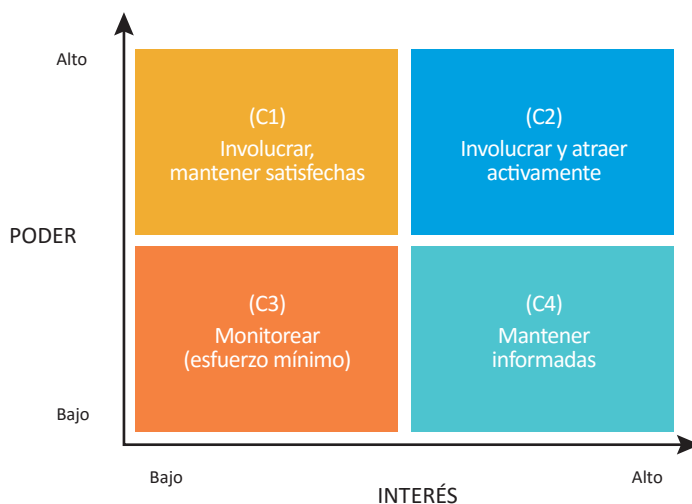 Alto
(C1)
Involucrar,
mantener satisfechas
(C2)
Involucrar y atraer
activamente
PODER
(C3)
Monitorear
(esfuerzo mínimo)
(C4)
Mantener
informadas
Bajo
Bajo
Alto
INTERÉS